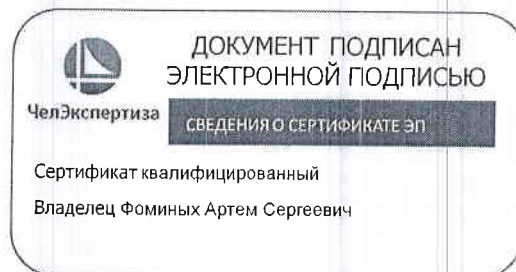 ДОКУМЕНТ ПОДПИСАН
ЭЛЕКТРОННОЙ ПОДПИСЬЮ
ЧелЭкспертиза
СВЕДЕНИЯ О СЕРТИФИКАТЕ ЭП
Сертификат квалифицированный
Владелец Фоминых Артем Сергеевич